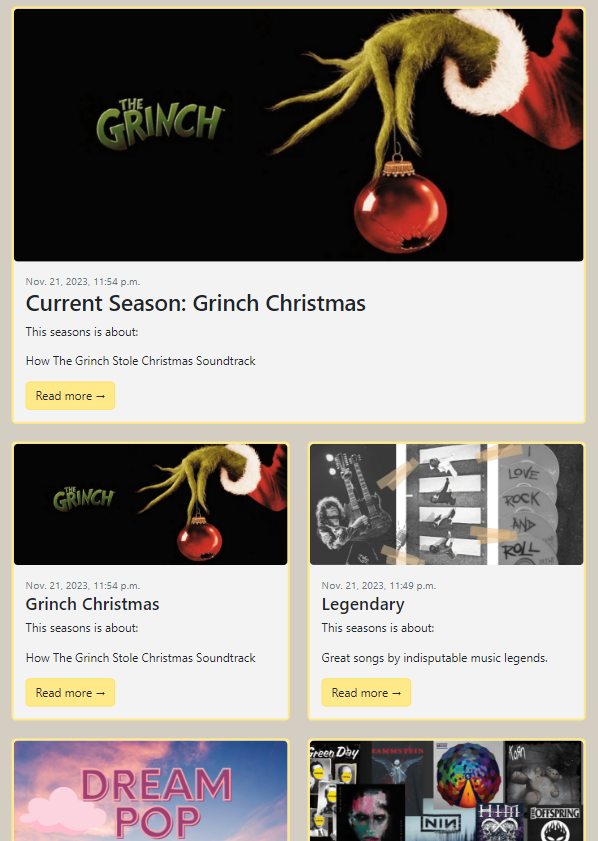 THE
GRINCH
Nov. 21, 2023, 11:54 p.m.
Current Season: Grinch Christmas
This seasons is about:
How The Grinch Stole Christmas Soundtrack
Read more →
THE
GRINCH
Nov. 21, 2023, 11:54 p.m.
Grinch Christmas
This seasons is about:
How The Grinch Stole Christmas Soundtrack
Read more →
I
LOVE
ROCK
AND
ROLL
Nov. 21, 2023, 11:49 p.m.
Legendary
This seasons is about:
Great songs by indisputable music legends.
Read more →
DREAM
POP
Green Day
RAMMSTEIN
KoRn
NIN
HIM
THE OFFSPRING